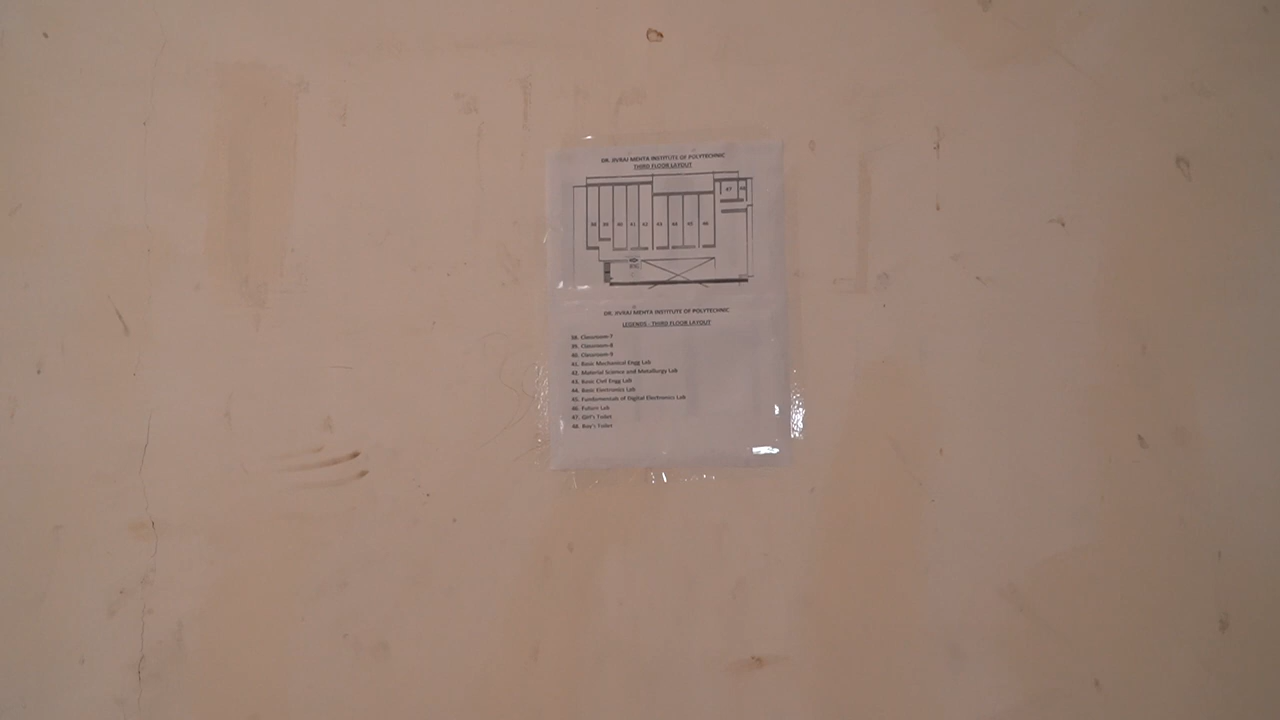 DR. JIVRAJ MEHTA INSTITUTE OF POLYTECHNIC
THIRD FLOOR LAYOUT
47 48
38 39 40 41 42 43 44 45 46
DR. JIVRAJ MEHTA INSTITUTE OF POLYTECHNIC
LEGENDS - THIRD FLOOR LAYOUT
38. Classroom-7
39. Classroom-8
40. Classroom-9
41. Basic Mechanical Engg Lab
42. Material Science and Metallurgy Lab
43. Basic Civil Engg Lab
44. Basic Electronics Lab
45. Fundamentals of Digital Electronics Lab
46. Future Lab
47. Girl's Toilet
48. Boy's Toilet